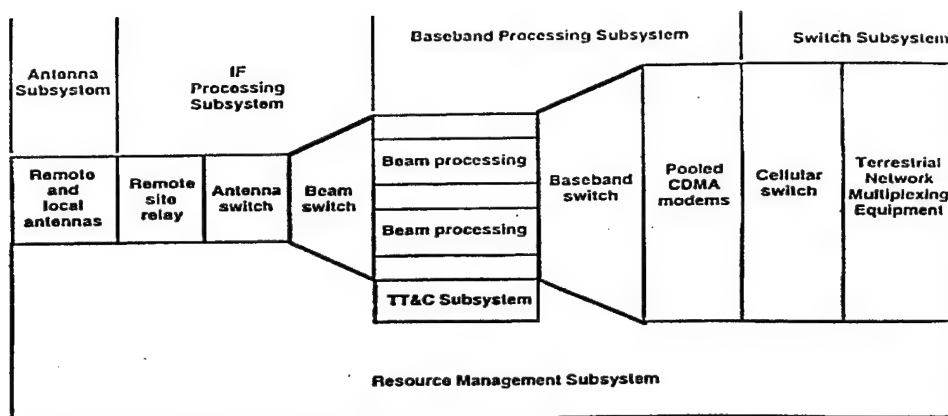 Baseband Processing Subsystem
Switch Subsystem
Antenna
Subsystem
IF
Processing
Subsystem
Remote
and
local
antennas
Remote
site
relay
Antenna
switch
Beam
switch
Beam processing
Beam processing
TT&C Subsystem
Baseband
switch
Pooled
CDMA
modems
Cellular
switch
Terrestrial
Network
Multiplexing
Equipment
Resource Management Subsystem